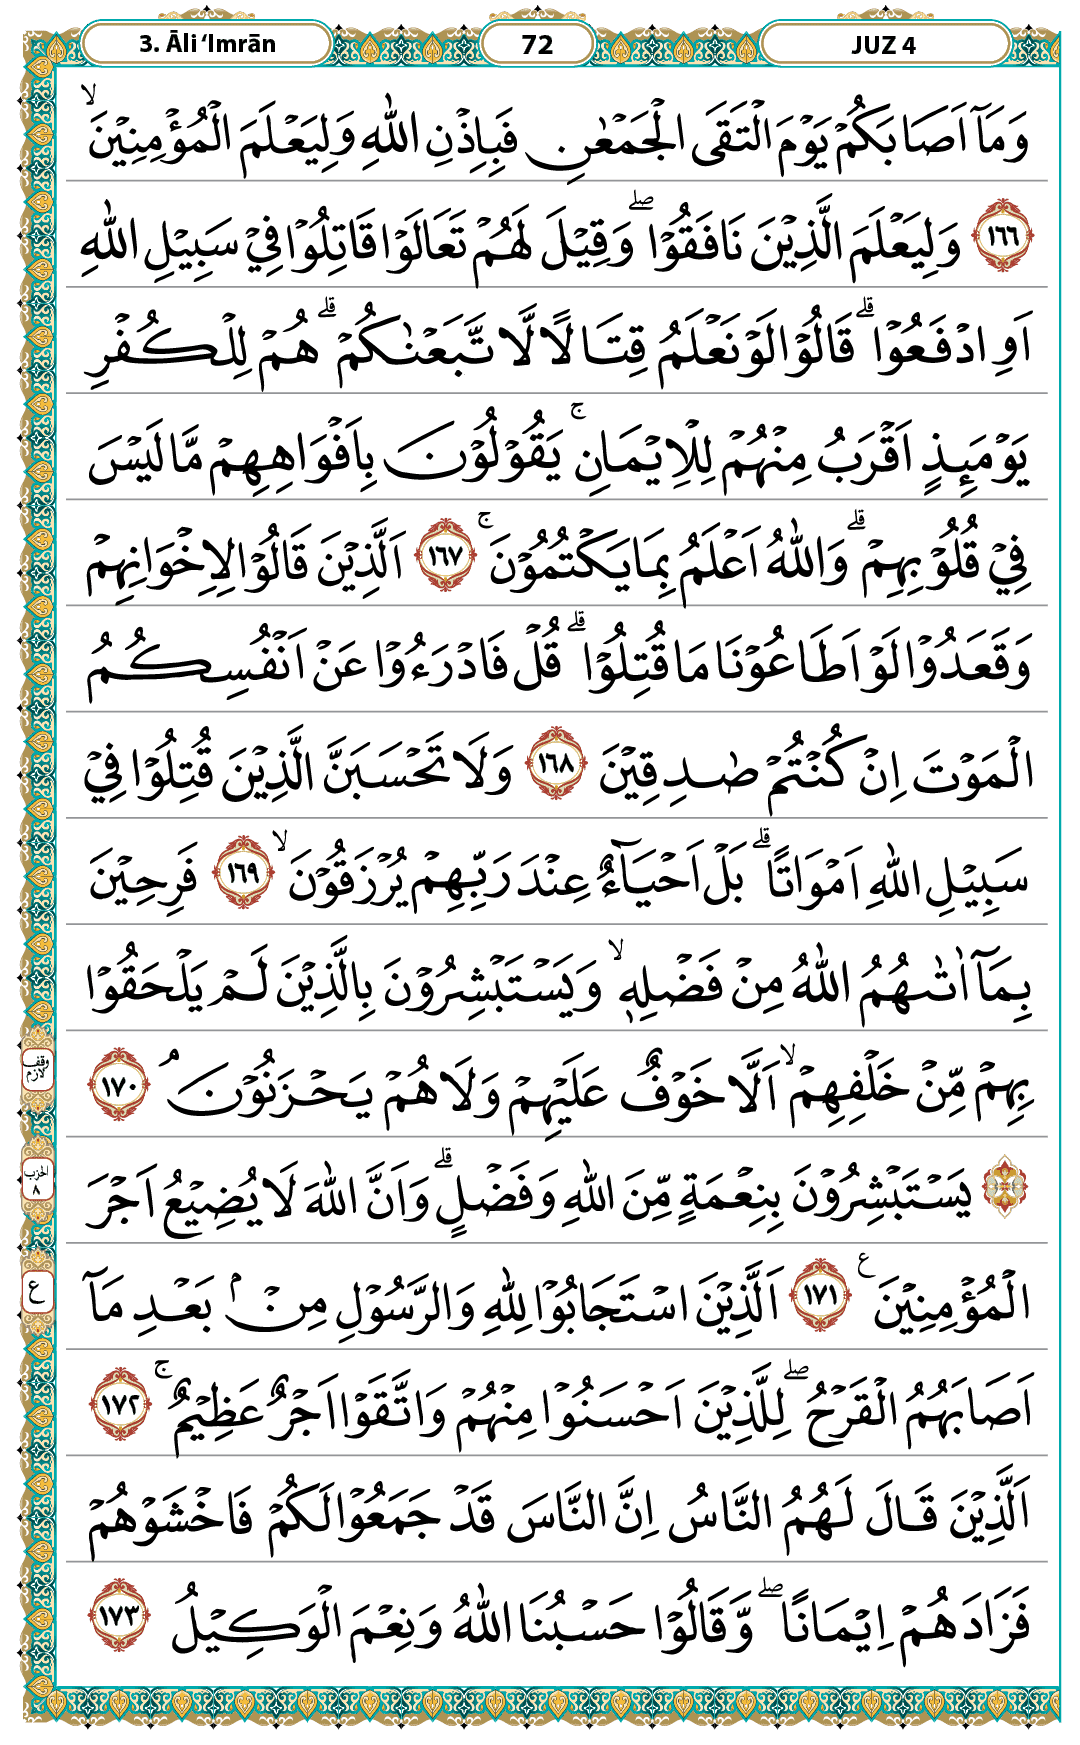 3. Āli ‘Imrān 72 JUZ 4
وَمَآ اَصَابَكُمْ يَوْمَ الْتَقَى الْجَمْعٰنِ فَبِاِذْنِ اللّٰهِ وَلِيَعْلَمَ الْمُؤْمِنِيْنَۙ
﴿١٦٦﴾ وَلِيَعْلَمَ الَّذِيْنَ نَافَقُوْاۖ وَقِيْلَ لَهُمْ تَعَالَوْا قَاتِلُوْا فِيْ سَبِيْلِ اللّٰهِ
اَوِ ادْفَعُوْاۗ قَالُوْا لَوْ نَعْلَمُ قِتَالًا لَّا تَّبَعْنٰكُمْۗ هُمْ لِلْكُفْرِ
يَوْمَىِٕذٍ اَقْرَبُ مِنْهُمْ لِلْاِيْمَانِۚ يَقُوْلُوْنَ بِاَفْوَاهِهِمْ مَّا لَيْسَ
فِيْ قُلُوْبِهِمْۗ وَاللّٰهُ اَعْلَمُ بِمَا يَكْتُمُوْنَۚ ﴿١٦٧﴾ اَلَّذِيْنَ قَالُوْا لِاِخْوَانِهِمْ
وَقَعَدُوْا لَوْ اَطَاعُوْنَا مَا قُتِلُوْاۗ قُلْ فَادْرَءُوْا عَنْ اَنْفُسِكُمُ
الْمَوْتَ اِنْ كُنْتُمْ صٰدِقِيْنَ ﴿١٦٨﴾ وَلَا تَحْسَبَنَّ الَّذِيْنَ قُتِلُوْا فِيْ
سَبِيْلِ اللّٰهِ اَمْوَاتًاۗ بَلْ اَحْيَاۤءٌ عِنْدَ رَبِّهِمْ يُرْزَقُوْنَۙ ﴿١٦٩﴾ فَرِحِيْنَ
بِمَآ اٰتٰىهُمُ اللّٰهُ مِنْ فَضْلِهٖۙ وَيَسْتَبْشِرُوْنَ بِالَّذِيْنَ لَمْ يَلْحَقُوْا
بِهِمْ مِّنْ خَلْفِهِمْۙ اَلَّا خَوْفٌ عَلَيْهِمْ وَلَا هُمْ يَحْزَنُوْنَۘ ﴿١٧٠﴾
وقف لازم
يَسْتَبْشِرُوْنَ بِنِعْمَةٍ مِّنَ اللّٰهِ وَفَضْلٍۗ وَاَنَّ اللّٰهَ لَا يُضِيْعُ اَجْرَ
الحزب ٨
الْمُؤْمِنِيْنَࣖ ﴿١٧١﴾ اَلَّذِيْنَ اسْتَجَابُوْا لِلّٰهِ وَالرَّسُوْلِ مِنْۢ بَعْدِ مَآ
ع
اَصَابَهُمُ الْقَرْحُۖ لِلَّذِيْنَ اَحْسَنُوْا مِنْهُمْ وَاتَّقَوْا اَجْرٌ عَظِيْمٌۚ ﴿١٧٢﴾
اَلَّذِيْنَ قَالَ لَهُمُ النَّاسُ اِنَّ النَّاسَ قَدْ جَمَعُوْا لَكُمْ فَاخْشَوْهُمْ
فَزَادَهُمْ اِيْمَانًاۖ وَّقَالُوْا حَسْبُنَا اللّٰهُ وَنِعْمَ الْوَكِيْلُ ﴿١٧٣﴾